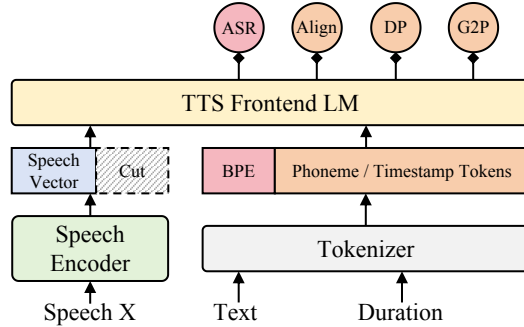 ASR Align DP G2P
TTS Frontend LM
Speech
Vector
Cut
BPE
Phoneme / Timestamp Tokens
Speech
Encoder
Tokenizer
Speech X
Text
Duration